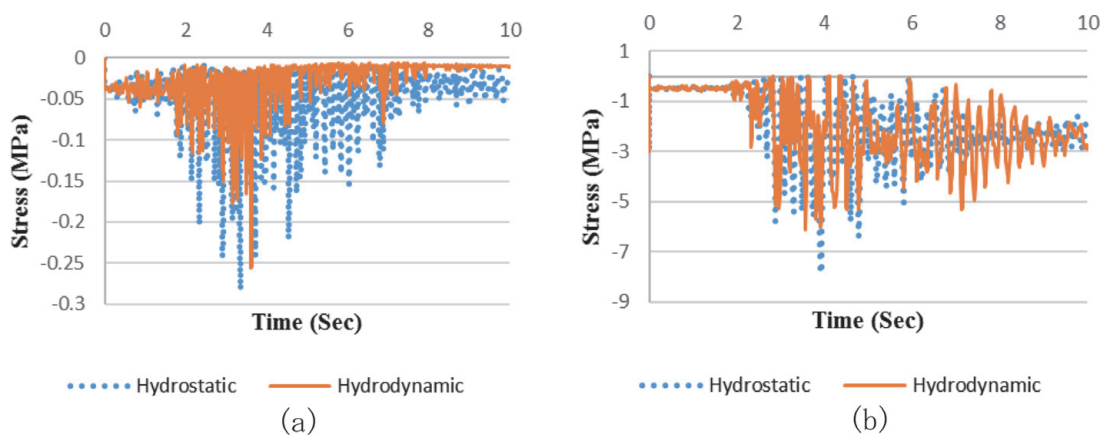 0 2 4 6 8 10
0
-0.05
-0.1
-0.15
-0.2
-0.25
-0.3
Stress (MPa)
Time (Sec)
Hydrostatic Hydrodynamic
(a)
0 2 4 6 8 10
1
-1
-3
-5
-7
-9
Stress (MPa)
Time (Sec)
Hydrostatic Hydrodynamic
(b)